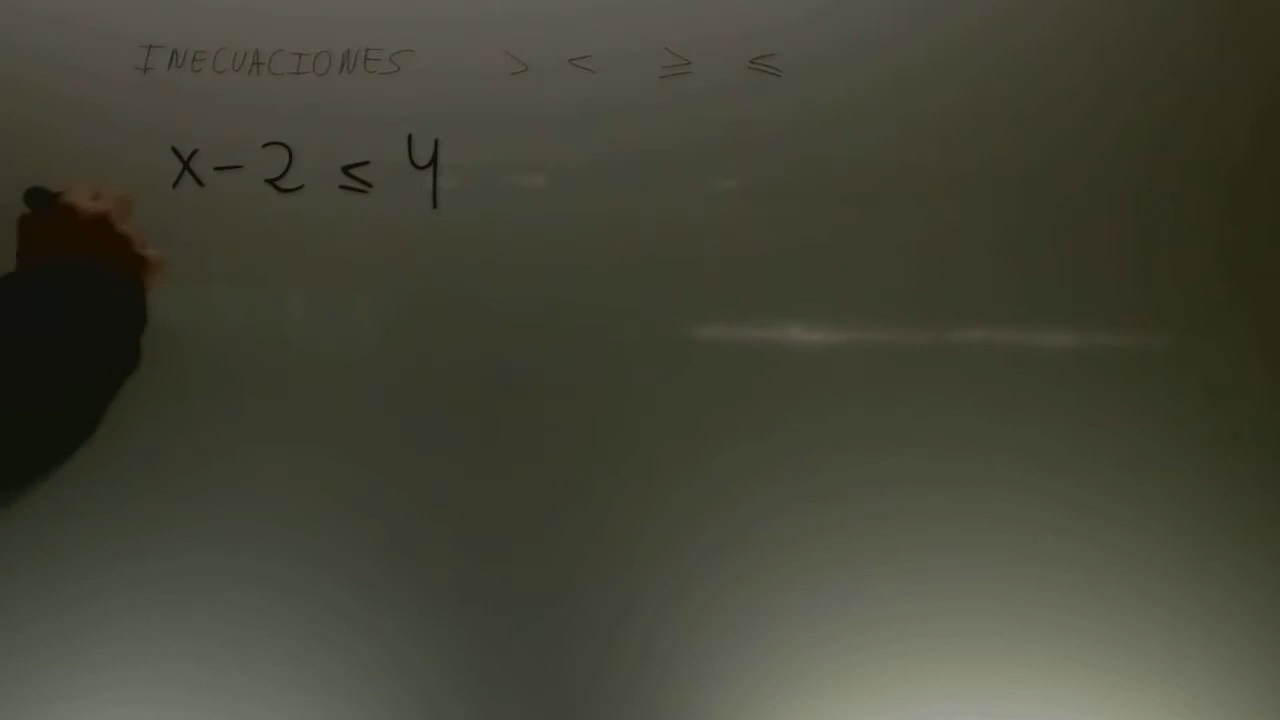 INECUACIONES > < ≥ ≤
x - 2 ≤ 4